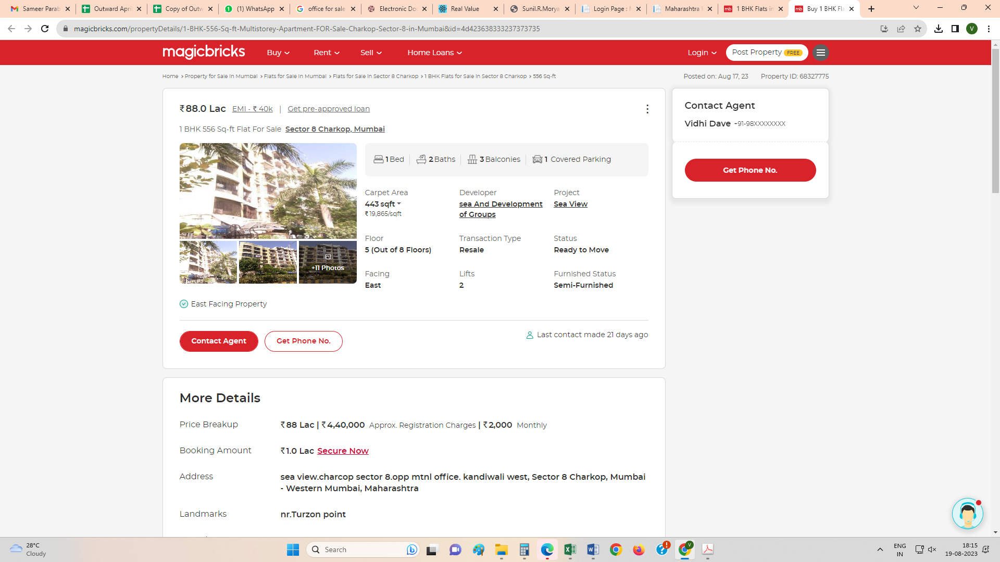 Sameer Parab
Outward April
Copy of Outw
(1) WhatsApp
office for sale
Electronic Do
Real Value
Sunil.R.Morya
Login Page :
Maharashtra
1 BHK Flats in
Buy 1 BHK Fla
magicbricks.com/propertyDetails/1-BHK-556-Sq-ft-Multistorey-Apartment-FOR-Sale-Charkop-Sector-8-in-Mumbai&id=4d423638333237373735
V
magicbricks
Buy
Rent
Sell
Home Loans
Login
Post Property FREE
Home > Property for Sale in Mumbai > Flats for Sale in Mumbai > Flats for Sale in Sector 8 Charkop > 1 BHK Flats for Sale in Sector 8 Charkop > 556 Sq-ft
Posted on: Aug 17, 23 Property ID: 68327775
₹88.0 Lac EMI - ₹ 40k | Get pre-approved loan
1 BHK 556 Sq-ft Flat For Sale Sector 8 Charkop, Mumbai
1 Bed 2 Baths 3 Balconies 1 Covered Parking
Carpet Area
443 sqft
₹19,865/sqft
Developer
sea And Development
of Groups
Project
Sea View
Floor
5 (Out of 8 Floors)
Transaction Type
Resale
Status
Ready to Move
+11 Photos
Facing
East
Lifts
2
Furnished Status
Semi-Furnished
East Facing Property
Contact Agent
Get Phone No.
Last contact made 21 days ago
Contact Agent
Vidhi Dave +91-98XXXXXXXX
Get Phone No.
More Details
Price Breakup ₹88 Lac | ₹4,40,000 Approx. Registration Charges | ₹2,000 Monthly
Booking Amount ₹1.0 Lac Secure Now
Address sea view.charcop sector 8.opp mtnl office. kandiwali west, Sector 8 Charkop, Mumbai
- Western Mumbai, Maharashtra
Landmarks nr.Turzon point
28°C
Cloudy
Search
V
ENG
IN
18:15
19-08-2023